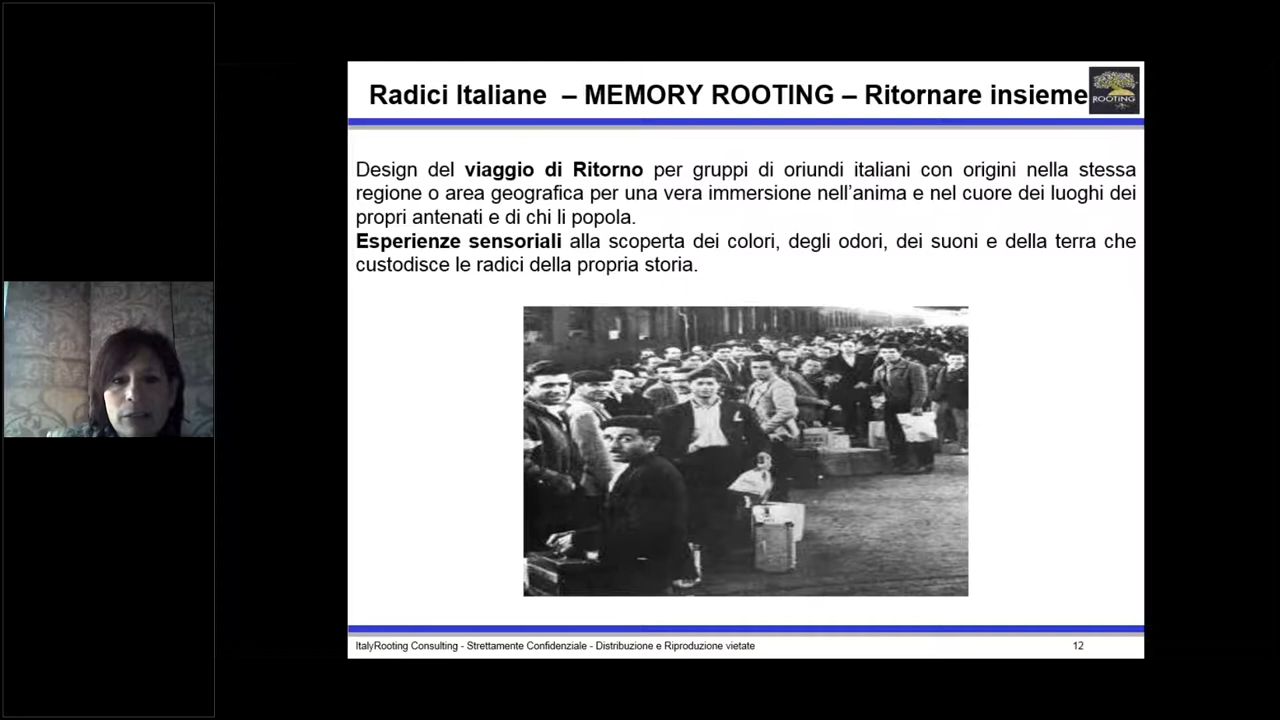 Radici Italiane – MEMORY ROOTING – Ritornare insieme
ROOTING
Design del viaggio di Ritorno per gruppi di oriundi italiani con origini nella stessa
regione o area geografica per una vera immersione nell’anima e nel cuore dei luoghi dei
propri antenati e di chi li popola.
Esperienze sensoriali alla scoperta dei colori, degli odori, dei suoni e della terra che
custodisce le radici della propria storia.
ItalyRooting Consulting - Strettamente Confidenziale - Distribuzione e Riproduzione vietate
12